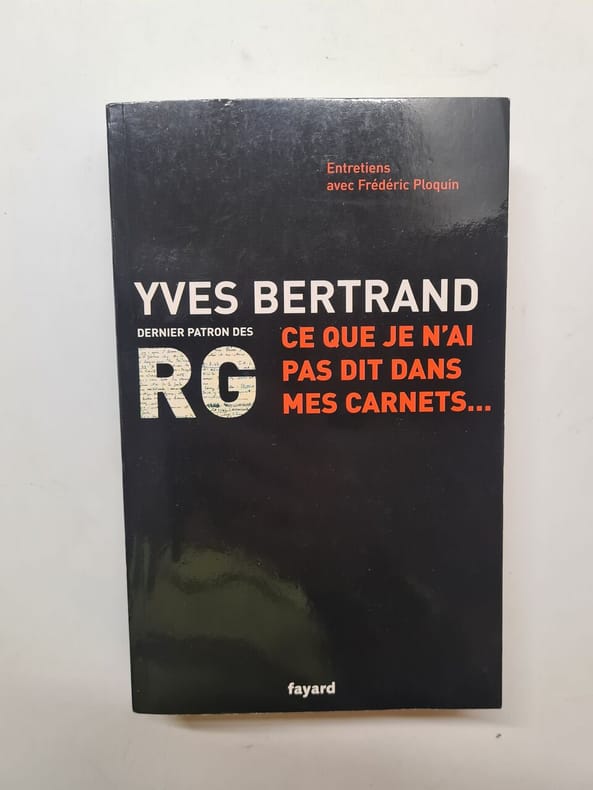 Entretiens
avec Frédéric Ploquin
YVES BERTRAND
DERNIER PATRON DES
RG
CE QUE JE N'AI
PAS DIT DANS
MES CARNETS...
fayard